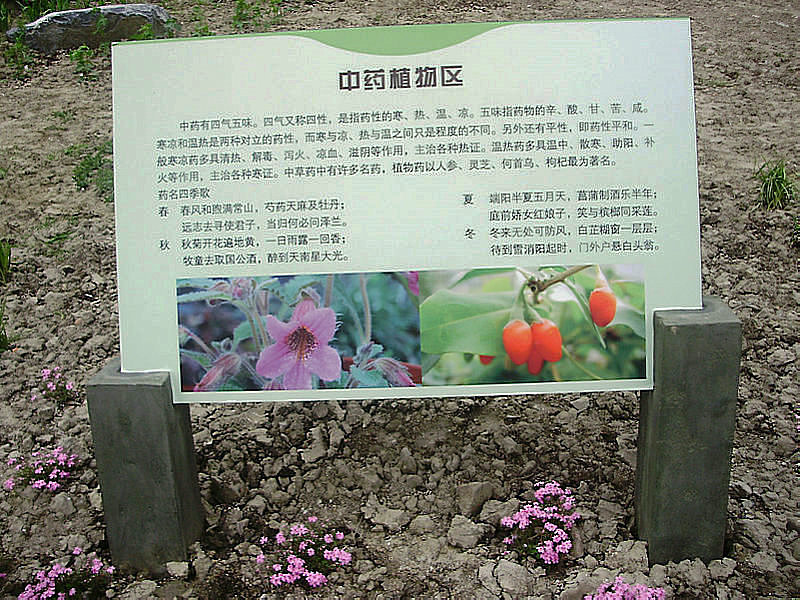 中药植物区
中药有四气五味。四气又称四性，是指药性的寒、热、温、凉。五味指药物的辛、酸、甘、苦、咸。
寒凉和温热是两种对立的药性，而寒与凉、热与温之间只是程度的不同。另外还有平性，即药性平和。一
般寒凉药多具清热、解毒、泻火、凉血、滋阴等作用，主治各种热证。温热药多具温中、散寒、助阳、补
火等作用，主治各种寒证。中草药中有许多名药，植物药以人参、灵芝、何首乌、枸杞最为著名。
药名四季歌
春 春风和煦满常山，芍药天麻及牡丹；
远志去寻使君子，当归何必问泽兰。
秋 秋菊开花遍地黄，一日雨露一回香；
牧童去取国公酒，醉到天南星大光。
夏 端阳半夏五月天，菖蒲制酒乐半年；
庭前娇女红娘子，笑与槟榔同采莲。
冬 冬来无处可防风，白芷糊窗一层层；
待到雪消阳起时，门外户悬白头翁。